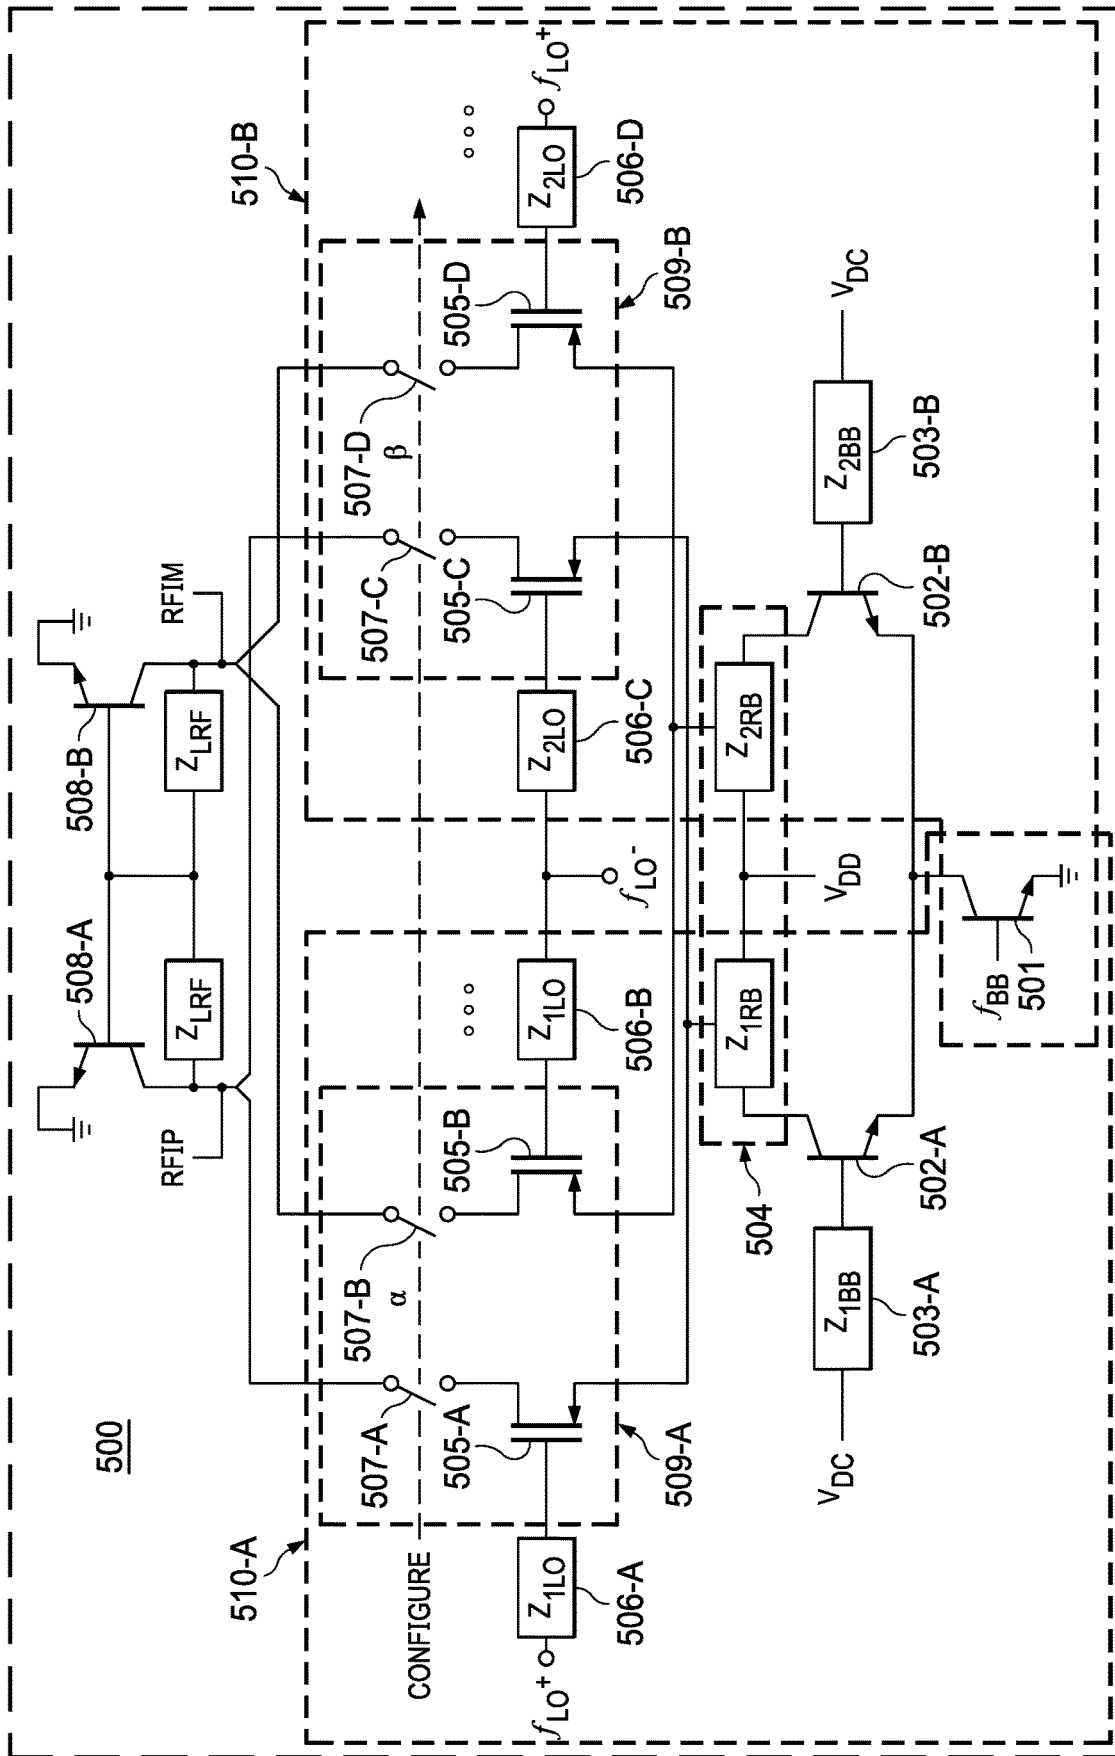 500
510-A
510-B
508-A
508-B
RFIP
RFIM
Z_LRF
Z_LRF
CONFIGURE
507-A
α
507-B
507-C
β
507-D
505-A
505-B
505-C
505-D
f_LO+
Z_1LO
506-A
Z_1LO
506-B
f_LO-
Z_2LO
506-C
Z_2LO
506-D
f_LO+
509-A
509-B
504
Z_1RB
Z_2RB
V_DD
V_DC
Z_1BB
503-A
502-A
502-B
Z_2BB
503-B
V_DC
f_BB
501